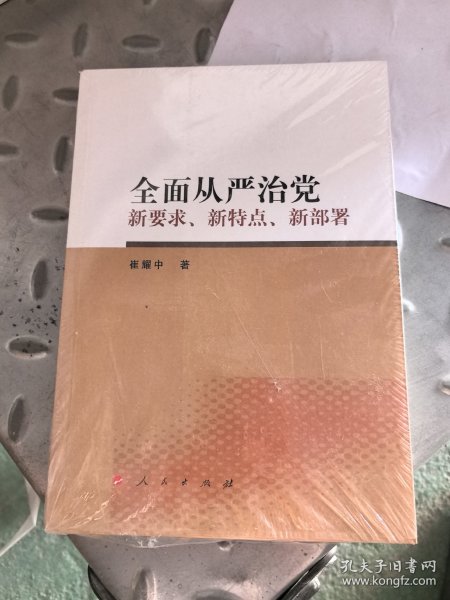 全面从严治党
新要求、新特点、新部署
崔耀中 著
人民出版社
孔夫子旧书网
www.kongfz.com